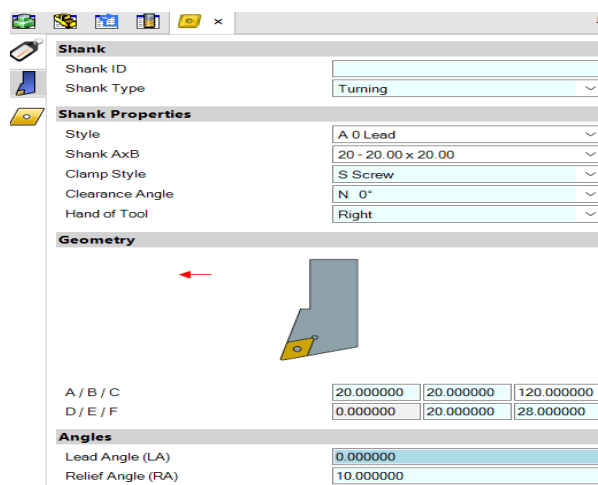 Shank
Shank ID
Shank Type Turning
Shank Properties
Style A 0 Lead
Shank AxB 20 - 20.00 x 20.00
Clamp Style S Screw
Clearance Angle N 0°
Hand of Tool Right
Geometry
A / B / C 20.000000 20.000000 120.000000
D / E / F 0.000000 20.000000 28.000000
Angles
Lead Angle (LA) 0.000000
Relief Angle (RA) 10.000000